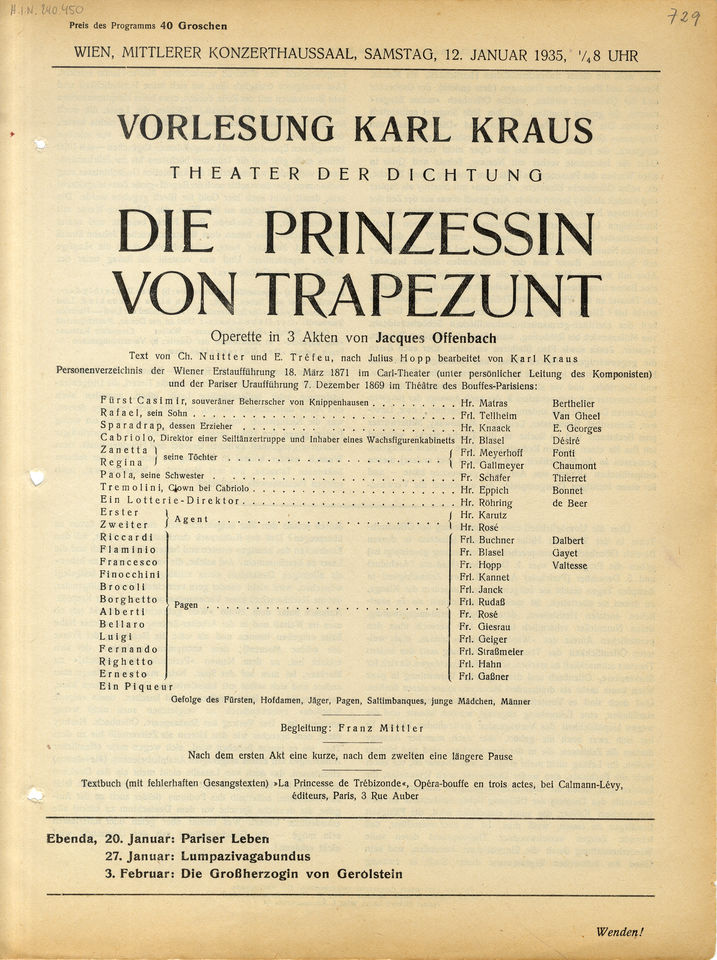 H.I.N. 240.450
729
Preis des Programms 40 Groschen
WIEN, MITTLERER KONZERTHAUSSAAL, SAMSTAG, 12. JANUAR 1935, ¼8 UHR
VORLESUNG KARL KRAUS
THEATER DER DICHTUNG
DIE PRINZESSIN
VON TRAPEZUNT
Operette in 3 Akten von Jacques Offenbach
Text von Ch. Nuitter und E. Tréfeu, nach Julius Hopp bearbeitet von Karl Kraus
Personenverzeichnis der Wiener Erstaufführung 18. März 1871 im Carl-Theater (unter persönlicher Leitung des Komponisten)
und der Pariser Uraufführung 7. Dezember 1869 im Théâtre des Bouffes-Parisiens:
Fürst Casimir, souveräner Beherrscher von Knippenhausen . . . . . . . . . Hr. Matras Berthelier
Rafael, sein Sohn . . . . . . . . . Frl. Tellheim Van Gheel
Sparadrap, dessen Erzieher . . . . . . . . . Hr. Knaack E. Georges
Cabriolo, Direktor einer Seiltänzertruppe und Inhaber eines Wachsfigurenkabinetts Hr. Blasel Désiré
Zanetta } seine Töchter . . . . . . . . . { Frl. Meyerhoff Fonti
Regina } { Frl. Gallmeyer Chaumont
Paola, seine Schwester . . . . . . . . . Fr. Schäfer Thierret
Tremolini, Clown bei Cabriolo . . . . . . . . . Hr. Eppich Bonnet
Ein Lotterie-Direktor . . . . . . . . . Hr. Röhring de Beer
Erster } Agent . . . . . . . . . { Hr. Karutz
Zweiter } { Hr. Rosé
Riccardi Frl. Buchner Dalbert
Flaminio Fr. Blasel Gayet
Francesco Fr. Hopp Valtesse
Finocchini Frl. Kannet
Brocoli Frl. Janck
Borghetto } Pagen . . . . . . . . . { Frl. Rudaß
Alberti Fr. Rosé
Bellaro Fr. Giesrau
Luigi Frl. Geiger
Fernando Frl. Straßmeier
Righetto Frl. Hahn
Ernesto Frl. Gaßner
Ein Piqueur
Gefolge des Fürsten, Hofdamen, Jäger, Pagen, Saltimbanques, junge Mädchen, Männer
Begleitung: Franz Mittler
Nach dem ersten Akt eine kurze, nach dem zweiten eine längere Pause
Textbuch (mit fehlerhaften Gesangstexten) »La Princesse de Trébizonde«, Opéra-bouffe en trois actes, bei Calmann-Lévy,
éditeurs, Paris, 3 Rue Auber
Ebenda, 20. Januar: Pariser Leben
27. Januar: Lumpazivagabundus
3. Februar: Die Großherzogin von Gerolstein
Wenden!